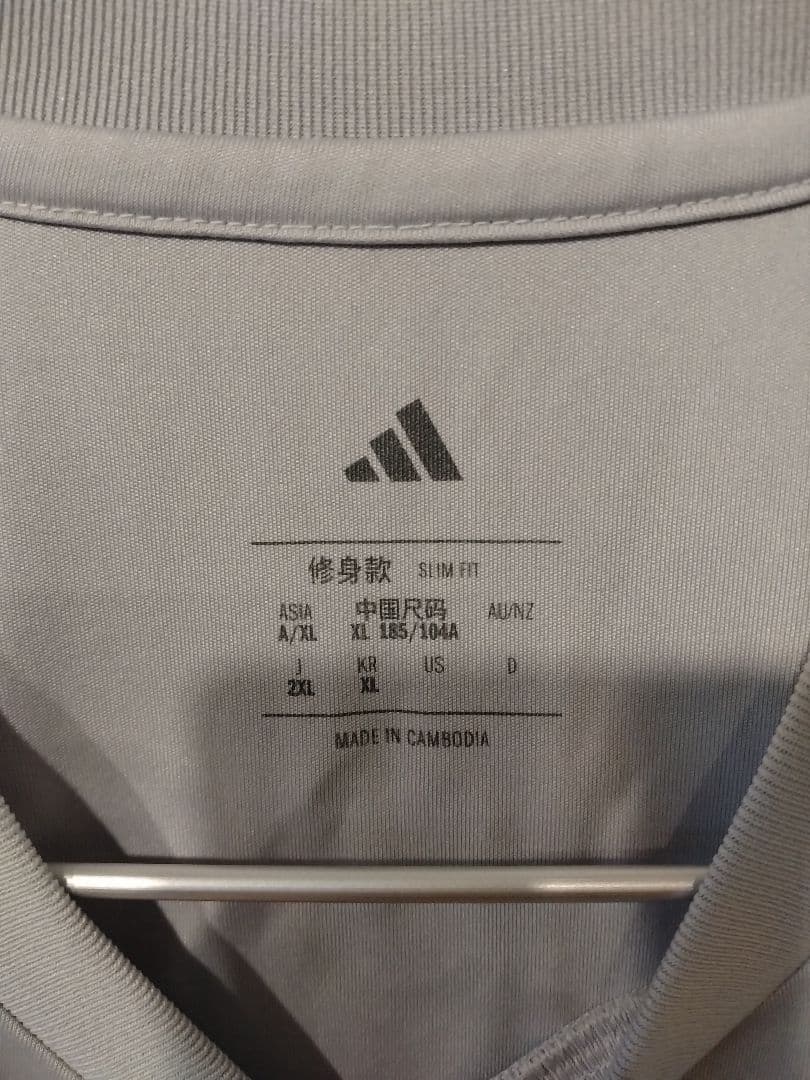 修身款 SLIM FIT
ASIA 中国尺码 AU/NZ
A/XL XL 185/104A
J KR US D
2XL XL
MADE IN CAMBODIA